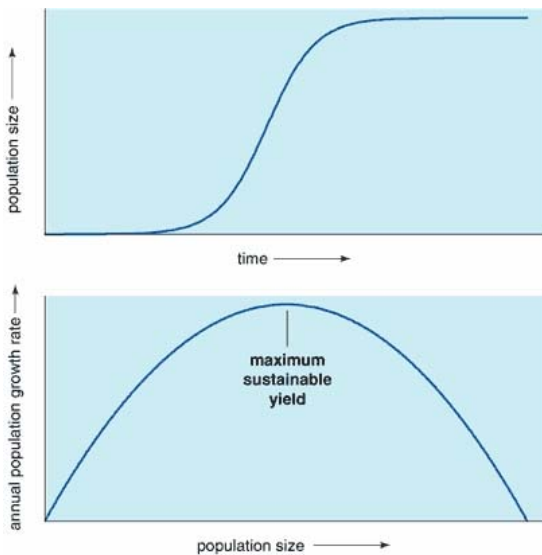 population size
time
annual population growth rate
maximum
sustainable
yield
population size